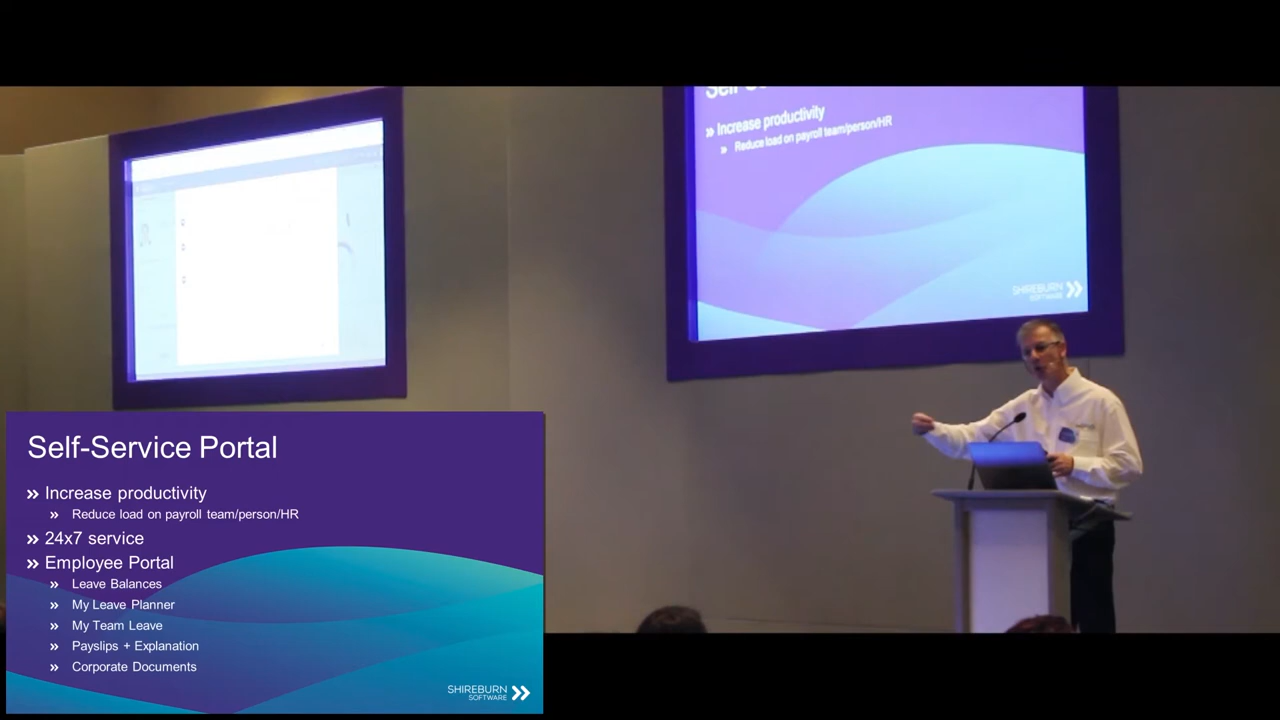 Increase productivity
Reduce load on payroll team/person/HR
SHIREBURN
SOFTWARE
Self-Service Portal
Increase productivity
Reduce load on payroll team/person/HR
24x7 service
Employee Portal
Leave Balances
My Leave Planner
My Team Leave
Payslips + Explanation
Corporate Documents
SHIREBURN
SOFTWARE